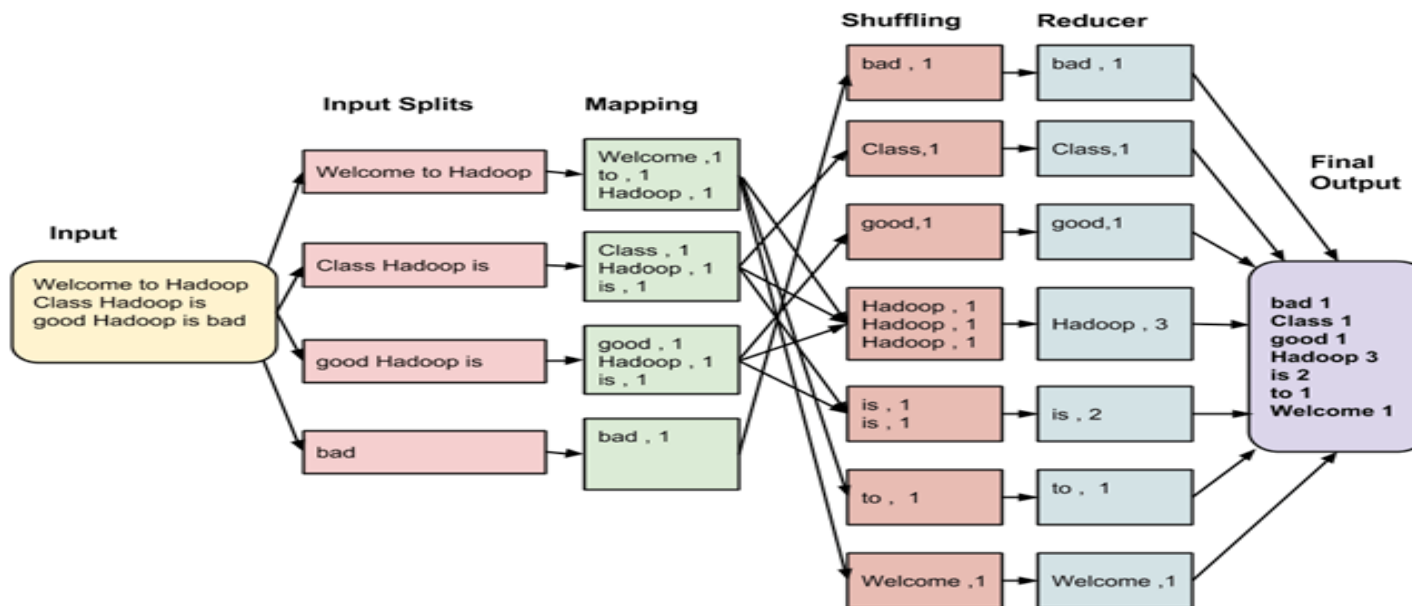 Shuffling
Reducer
Input Splits
Mapping
Final
Output
Input
Welcome to Hadoop
Class Hadoop is
good Hadoop is bad
Welcome to Hadoop
Class Hadoop is
good Hadoop is
bad
Welcome ,1
to , 1
Hadoop , 1
Class , 1
Hadoop , 1
is , 1
good , 1
Hadoop , 1
is , 1
bad , 1
bad , 1
Class,1
good,1
Hadoop , 1
Hadoop , 1
Hadoop , 1
is , 1
is , 1
to , 1
Welcome ,1
bad , 1
Class,1
good,1
Hadoop , 3
is , 2
to , 1
Welcome ,1
bad 1
Class 1
good 1
Hadoop 3
is 2
to 1
Welcome 1